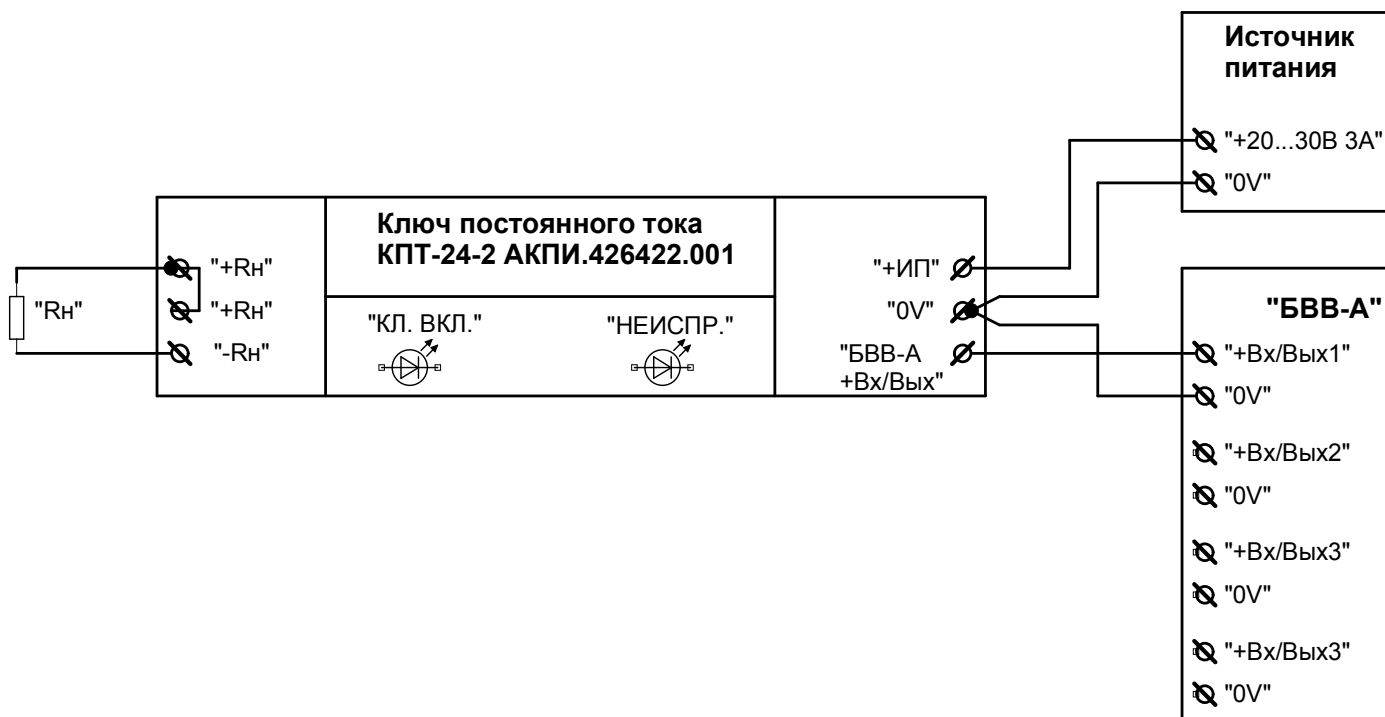 Источник
питания
"+20...30В 3А"
"0V"
Ключ постоянного тока
КПТ-24-2 АКПИ.426422.001
"Rн"
"+Rн"
"+Rн"
"-Rн"
"КЛ. ВКЛ."
"НЕИСПР."
"+ИП"
"0V"
"БВВ-А
+Вх/Вых"
"БВВ-А"
"+Вх/Вых1"
"0V"
"+Вх/Вых2"
"0V"
"+Вх/Вых3"
"0V"
"+Вх/Вых3"
"0V"